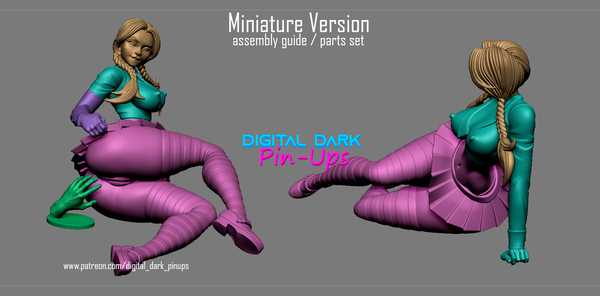 Miniature Version
assembly guide / parts set
DIGITAL DARK
Pin-Ups
www.patreon.com/digital_dark_pinups